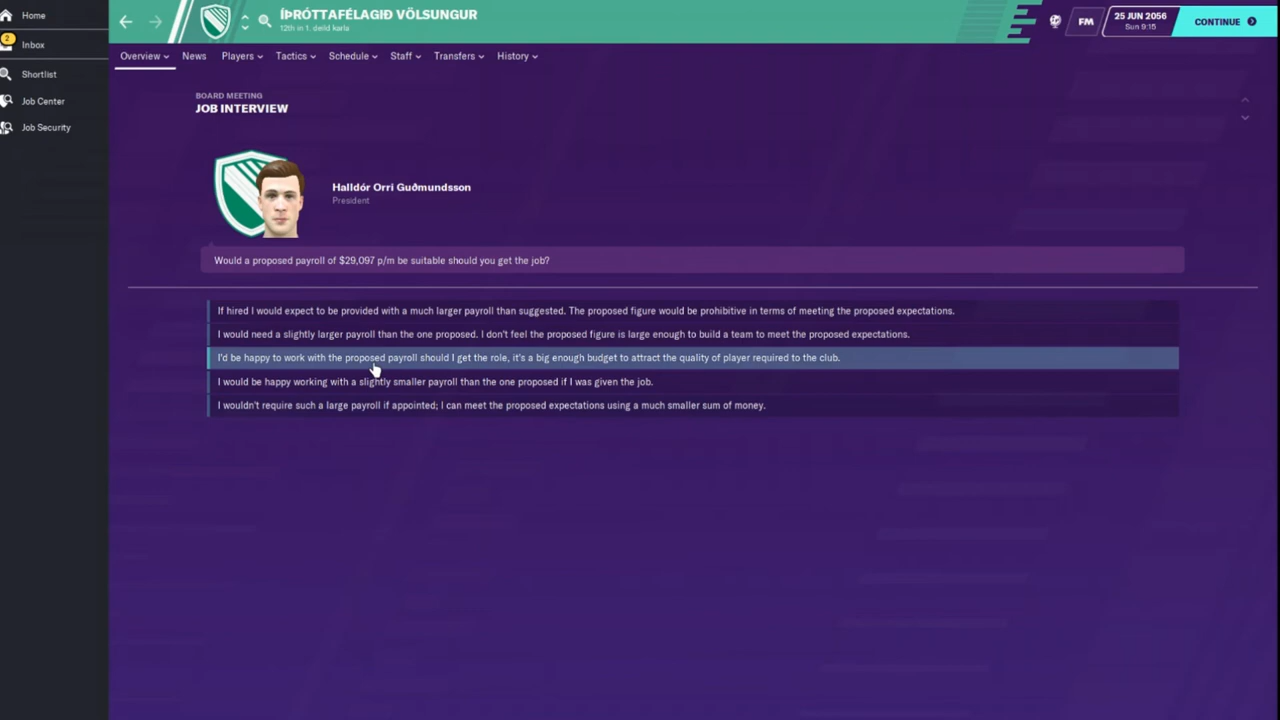 Home
2
Inbox
Shortlist
Job Center
Job Security
ÍÞRÓTTAFÉLAGIÐ VÖLSUNGUR
12th in 1. deild karla
FM
25 JUN 2056
Sun 9:15
CONTINUE
Overview
News
Players
Tactics
Schedule
Staff
Transfers
History
BOARD MEETING
JOB INTERVIEW
Halldór Orri Guðmundsson
President
Would a proposed payroll of $29,097 p/m be suitable should you get the job?
If hired I would expect to be provided with a much larger payroll than suggested. The proposed figure would be prohibitive in terms of meeting the proposed expectations.
I would need a slightly larger payroll than the one proposed. I don't feel the proposed figure is large enough to build a team to meet the proposed expectations.
I'd be happy to work with the proposed payroll should I get the role, it's a big enough budget to attract the quality of player required to the club.
I would be happy working with a slightly smaller payroll than the one proposed if I was given the job.
I wouldn't require such a large payroll if appointed; I can meet the proposed expectations using a much smaller sum of money.